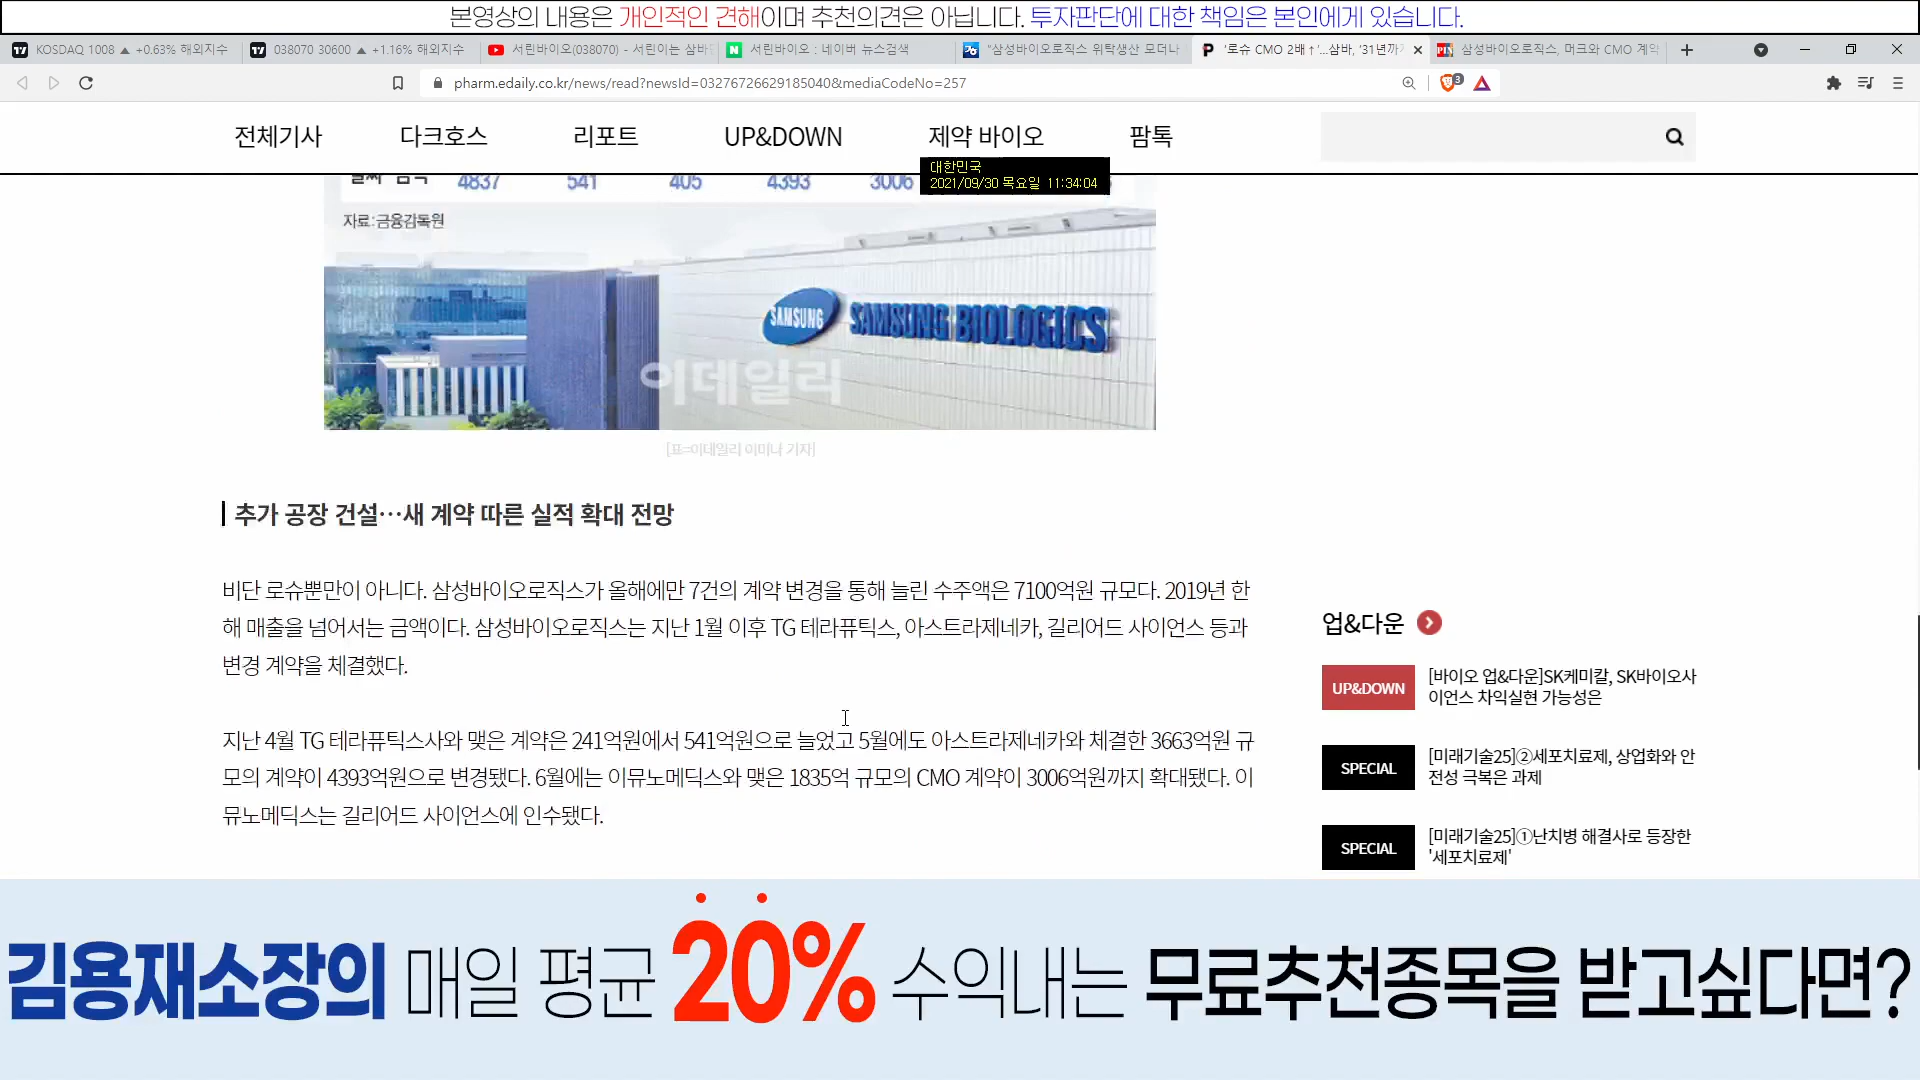 본영상의 내용은 개인적인 견해이며 추천의견은 아닙니다. 투자판단에 대한 책임은 본인에게 있습니다.
KOSDAQ 1008 ▲ +0.63% 해외지수
038070 30600 ▲ +1.16% 해외지수
서린바이오(038070) - 서린이는 삼바
서린바이오 : 네이버 뉴스검색
"삼성바이오로직스 위탁생산 모더나
'로슈 CMO 2배↑'…삼바, '31년까지
삼성바이오로직스, 머크와 CMO 계약
pharm.edaily.co.kr/news/read?newsId=03276726629185040&mediaCodeNo=257
3
전체기사 다크호스 리포트 UP&DOWN 제약 바이오 팜톡
대한민국
2021/09/30 목요일 11:34:04
4837 541 405 4393 3006
자료:금융감독원
SAMSUNG SAMSUNG BIOLOGICS
이데일리
[표=이데일리 이미나 기자]
추가 공장 건설…새 계약 따른 실적 확대 전망
비단 로슈뿐만이 아니다. 삼성바이오로직스가 올해에만 7건의 계약 변경을 통해 늘린 수주액은 7100억원 규모다. 2019년 한
해 매출을 넘어서는 금액이다. 삼성바이오로직스는 지난 1월 이후 TG 테라퓨틱스, 아스트라제네카, 길리어드 사이언스 등과
변경 계약을 체결했다.
지난 4월 TG 테라퓨틱스사와 맺은 계약은 241억원에서 541억원으로 늘었고 5월에도 아스트라제네카와 체결한 3663억원 규
모의 계약이 4393억원으로 변경됐다. 6월에는 이뮤노메딕스와 맺은 1835억 규모의 CMO 계약이 3006억원까지 확대됐다. 이
뮤노메딕스는 길리어드 사이언스에 인수됐다.
업&다운
UP&DOWN
[바이오 업&다운]SK케미칼, SK바이오사
이언스 차익실현 가능성은
SPECIAL
[미래기술25]②세포치료제, 상업화와 안
전성 극복은 과제
SPECIAL
[미래기술25]①난치병 해결사로 등장한
'세포치료제'
김용재소장의 매일 평균 20% 수익내는 무료추천종목을 받고싶다면?